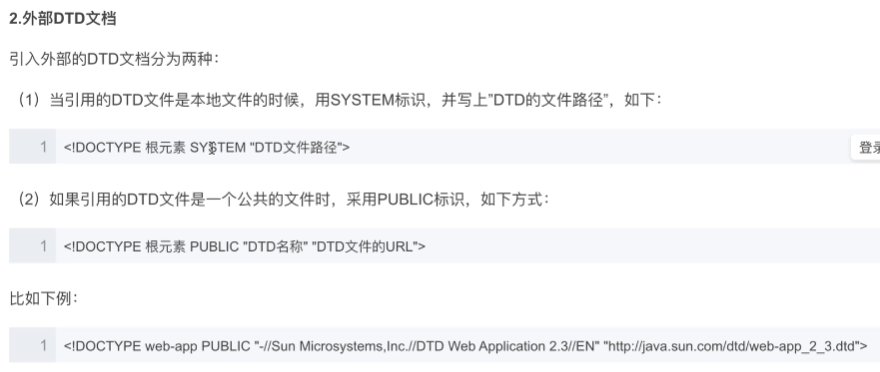 2.外部DTD文档
引入外部的DTD文档分为两种：
（1）当引用的DTD文件是本地文件的时候，用SYSTEM标识，并写上”DTD的文件路径”，如下：
1 <!DOCTYPE 根元素 SYSTEM "DTD文件路径">
登录
（2）如果引用的DTD文件是一个公共的文件时，采用PUBLIC标识，如下方式：
1 <!DOCTYPE 根元素 PUBLIC "DTD名称" "DTD文件的URL">
比如下例：
1 <!DOCTYPE web-app PUBLIC "-//Sun Microsystems,Inc.//DTD Web Application 2.3//EN" "http://java.sun.com/dtd/web-app_2_3.dtd">